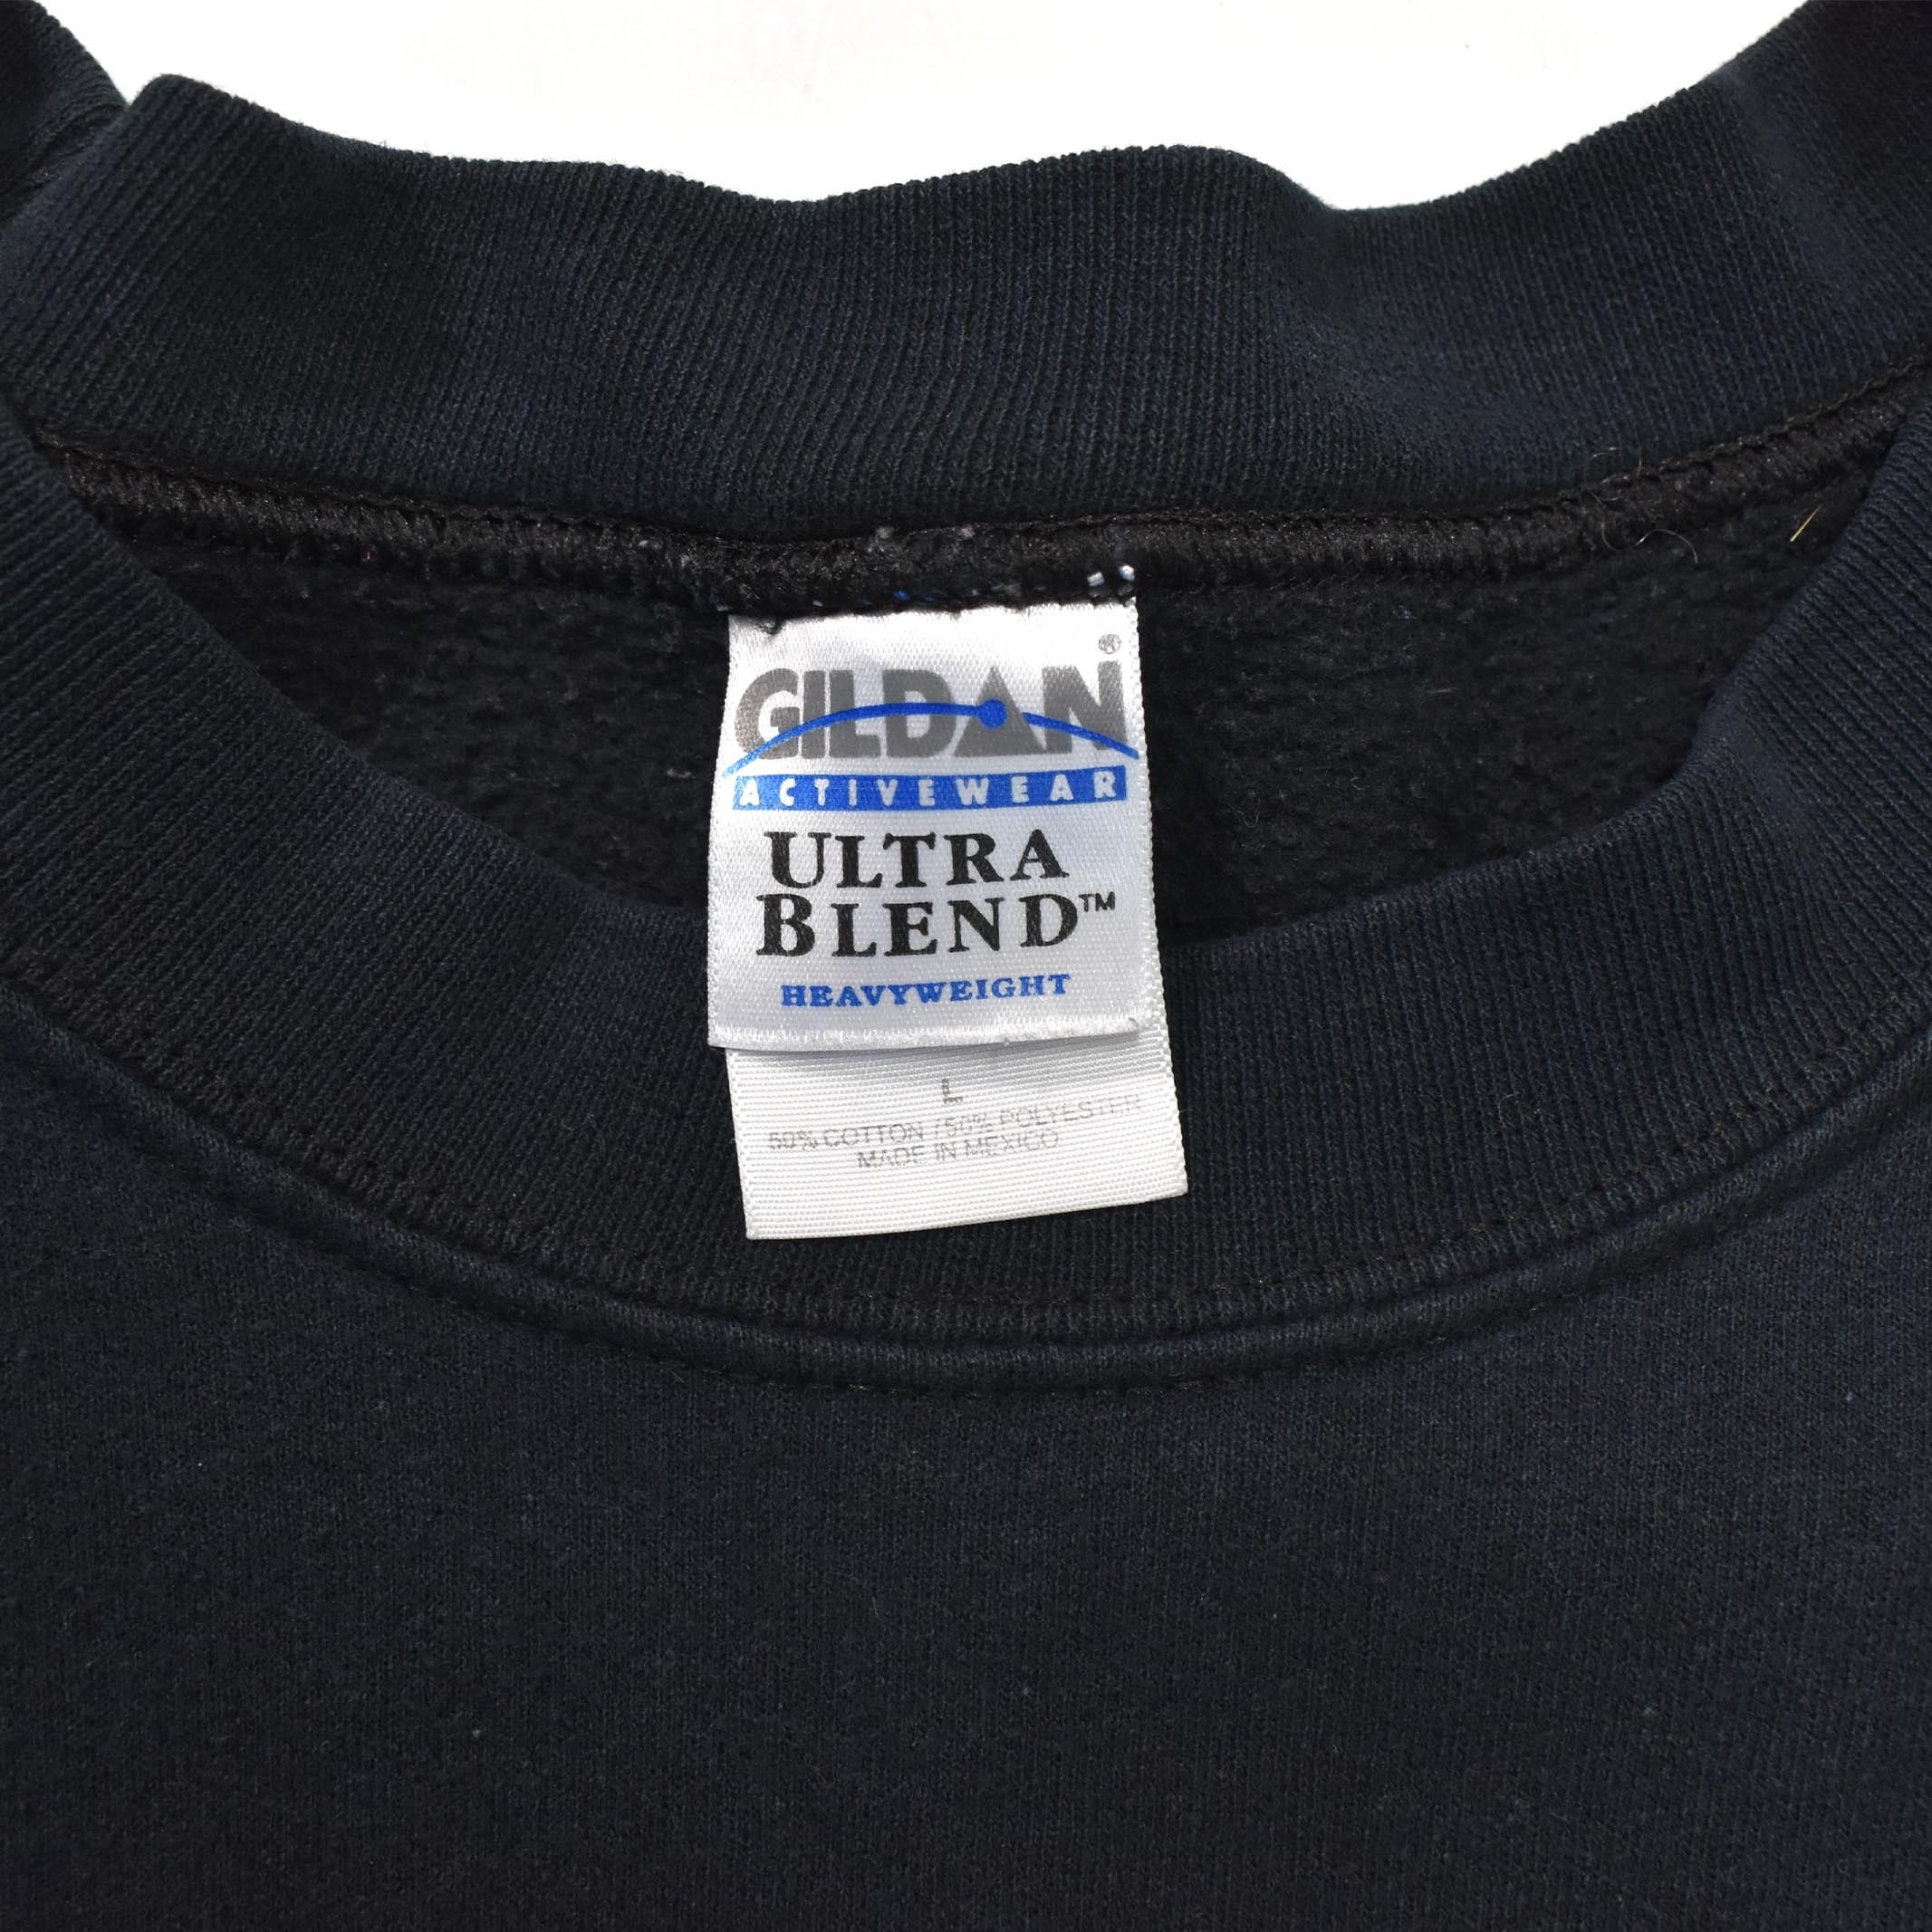 GILDAN®
ACTIVEWEAR
ULTRA
BLEND™
HEAVYWEIGHT
L
50% COTTON / 50% POLYESTER
MADE IN MEXICO